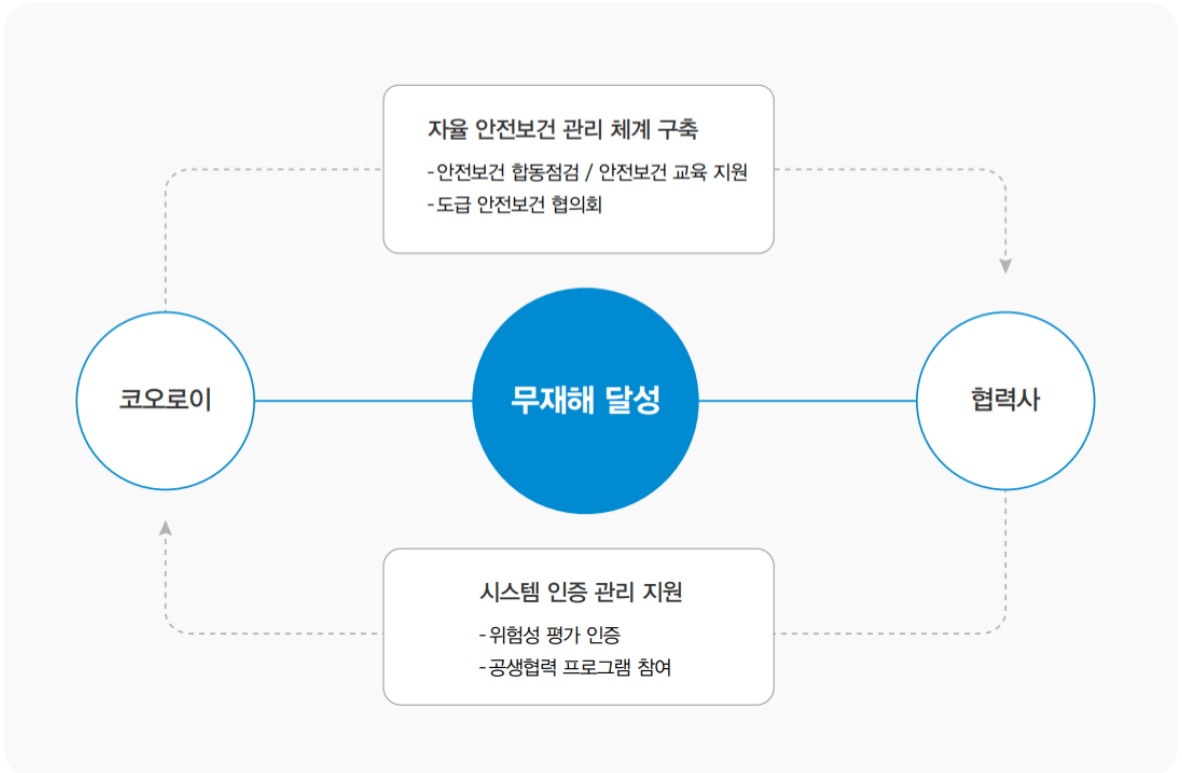 자율 안전보건 관리 체계 구축
-안전보건 합동점검 / 안전보건 교육 지원
-도급 안전보건 협의회
코오로이
무재해 달성
협력사
시스템 인증 관리 지원
-위험성 평가 인증
-공생협력 프로그램 참여